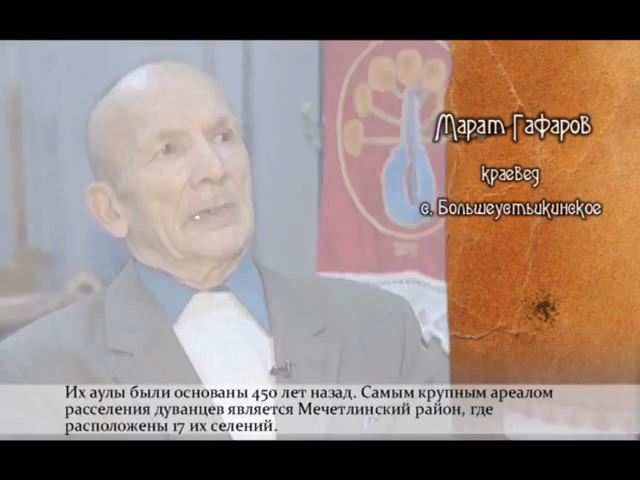 Марат Гафаров
краевед
с. Большеустьикинское
Их аулы были основаны 450 лет назад. Самым крупным ареалом
расселения дуванцев является Мечетлинский район, где
расположены 17 их селений.